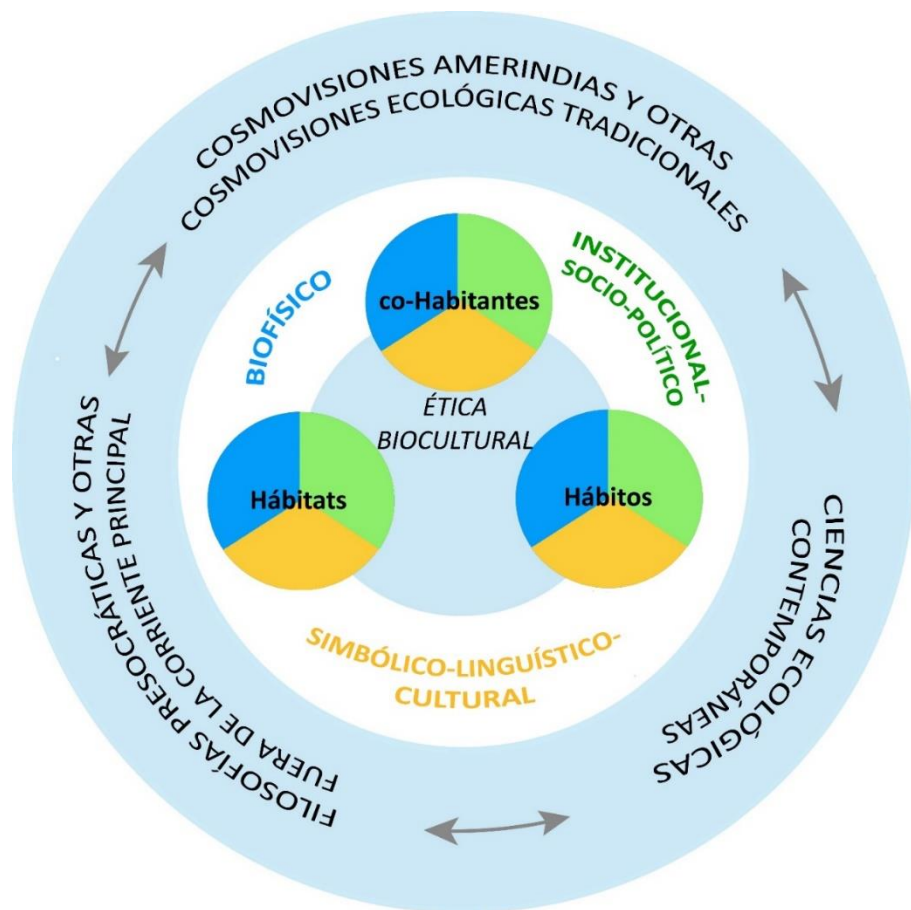 COSMOVISIONES AMERINDIAS Y OTRAS
COSMOVISIONES ECOLÓGICAS TRADICIONALES
BIOFÍSICO
INSTITUCIONAL-
SOCIO-POLÍTICO
co-Habitantes
ÉTICA
BIOCULTURAL
Hábitats
Hábitos
SIMBÓLICO-LINGUÍSTICO-
CULTURAL
FILOSOFÍAS PRESOCRÁTICAS Y OTRAS
FUERA DE LA CORRIENTE PRINCIPAL
CIENCIAS ECOLÓGICAS
CONTEMPORÁNEAS